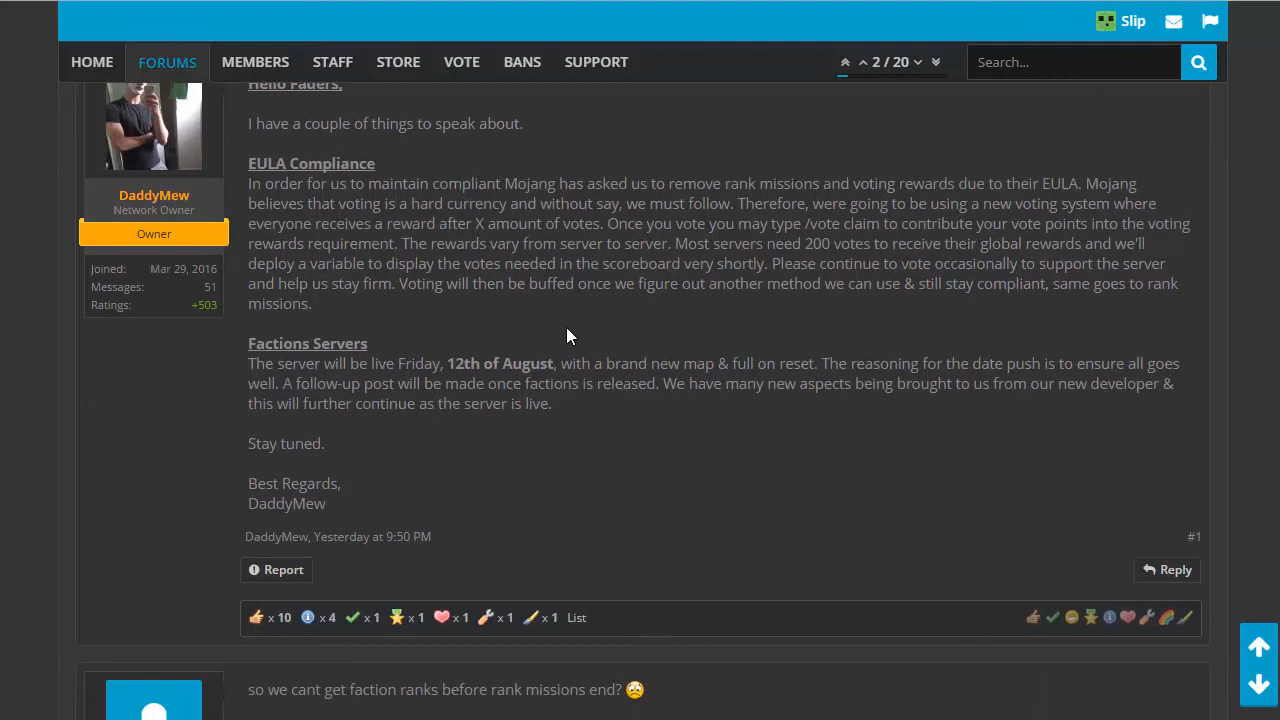 Slip
HOME FORUMS MEMBERS STAFF STORE VOTE BANS SUPPORT 2 / 20 Search...
Hello Faders,
I have a couple of things to speak about.
EULA Compliance
In order for us to maintain compliant Mojang has asked us to remove rank missions and voting rewards due to their EULA. Mojang
believes that voting is a hard currency and without say, we must follow. Therefore, were going to be using a new voting system where
everyone receives a reward after X amount of votes. Once you vote you may type /vote claim to contribute your vote points into the voting
rewards requirement. The rewards vary from server to server. Most servers need 200 votes to receive their global rewards and we'll
deploy a variable to display the votes needed in the scoreboard very shortly. Please continue to vote occasionally to support the server
and help us stay firm. Voting will then be buffed once we figure out another method we can use & still stay compliant, same goes to rank
missions.
Factions Servers
The server will be live Friday, 12th of August, with a brand new map & full on reset. The reasoning for the date push is to ensure all goes
well. A follow-up post will be made once factions is released. We have many new aspects being brought to us from our new developer &
this will further continue as the server is live.
Stay tuned.
Best Regards,
DaddyMew
DaddyMew
Network Owner
Owner
Joined: Mar 29, 2016
Messages: 51
Ratings: +503
DaddyMew, Yesterday at 9:50 PM #1
Report Reply
x 10 x 4 x 1 x 1 x 1 x 1 x 1 List
so we cant get faction ranks before rank missions end?